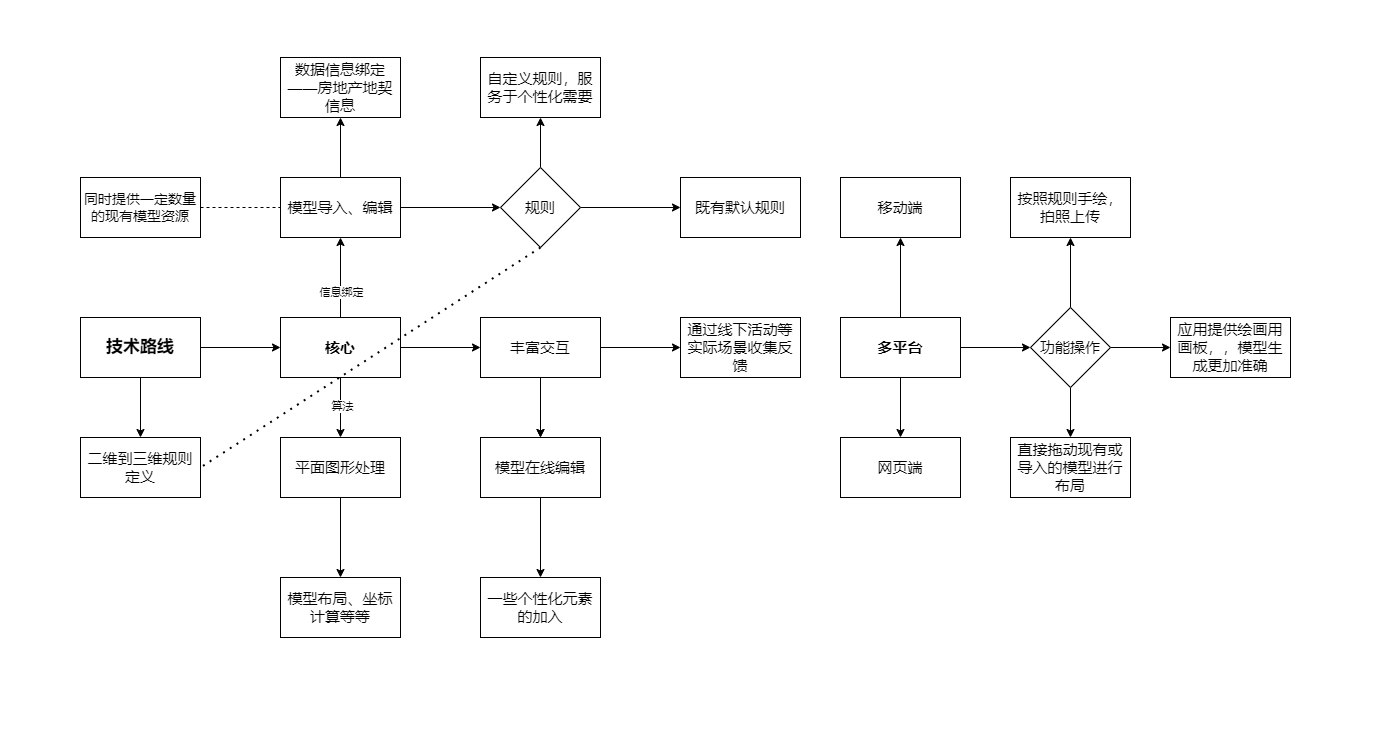 数据信息绑定
——房地产地契
信息
自定义规则，服
务于个性化需要
同时提供一定数量
的现有模型资源
模型导入、编辑
规则
既有默认规则
移动端
按照规则手绘，
拍照上传
信息绑定
技术路线
核心
丰富交互
通过线下活动等
实际场景收集反
馈
多平台
功能操作
应用提供绘画用
画板，，模型生
成更加准确
算法
二维到三维规则
定义
平面图形处理
模型在线编辑
网页端
直接拖动现有或
导入的模型进行
布局
模型布局、坐标
计算等等
一些个性化元素
的加入